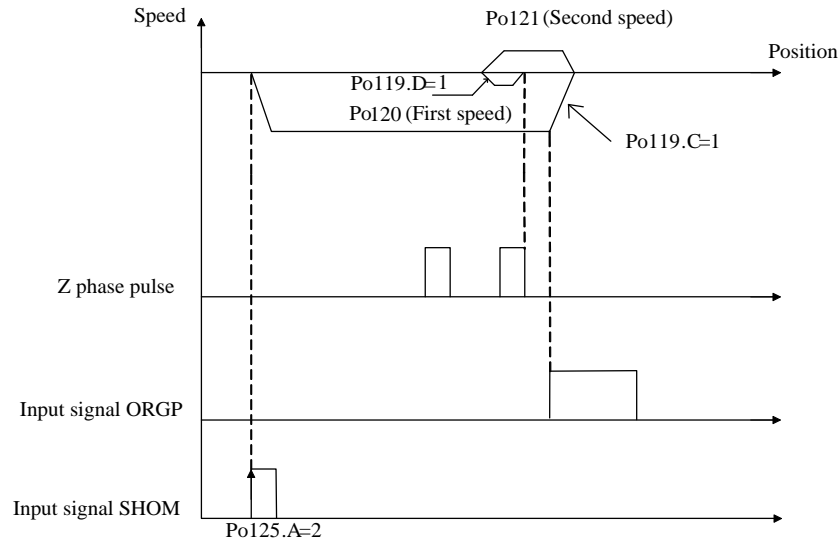 Speed
Po121 (Second speed)
Position
Po119.D=1
Po120 (First speed)
Po119.C=1
Z phase pulse
Input signal ORGP
Input signal SHOM
Po125.A=2